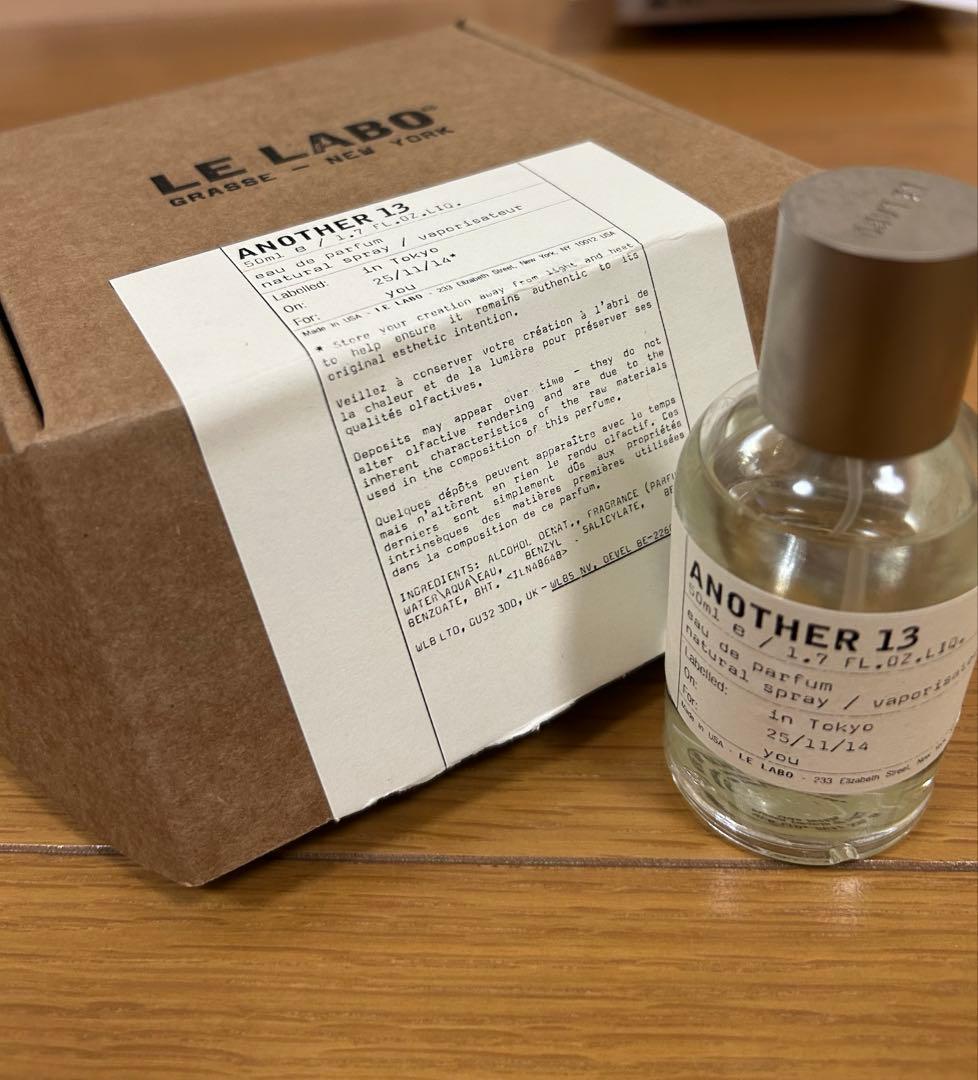 LE LABO®
GRASSE — NEW YORK
ANOTHER 13
50ml e / 1.7 FL.OZ.LIQ.
eau de parfum
natural spray / vaporisateur
Labelled: in Tokyo
On: 25/11/14*
For: you
Made in USA - LE LABO - 233 Elizabeth Street, New York, NY 10012 USA
* Store your creation away from light and heat
to help ensure it remains authentic to its
original esthetic intention.
Veillez à conserver votre création à l'abri de
la chaleur et de la lumière pour préserver ses
qualités olfactives.
Deposits may appear over time – they do not
alter olfactive rendering and are due to the
inherent characteristics of the raw materials
used in the composition of this perfume.
Quelques dépôts peuvent apparaître avec le temps
mais n'altèrent en rien le rendu olfactif. Ces
derniers sont simplement dûs aux propriétés
intrinsèques des matières premières utilisées
dans la composition de ce parfum.
INGREDIENTS: ALCOHOL DENAT., FRAGRANCE (PARFU
WATER\AQUA\EAU, BENZYL SALICYLATE, BE
BENZOATE, BHT. <ILN48648>
WLB LTD, GU32 3DD, UK – WLBS NV, OEVEL BE-2260
ANOTHER 13
50ml e / 1.7 FL.OZ.LIQ.
eau de parfum
natural spray / vaporisat
Labelled: in Tokyo
On: 25/11/14
For: you
Made in USA - LE LABO - 233 Elizabeth Street, New York